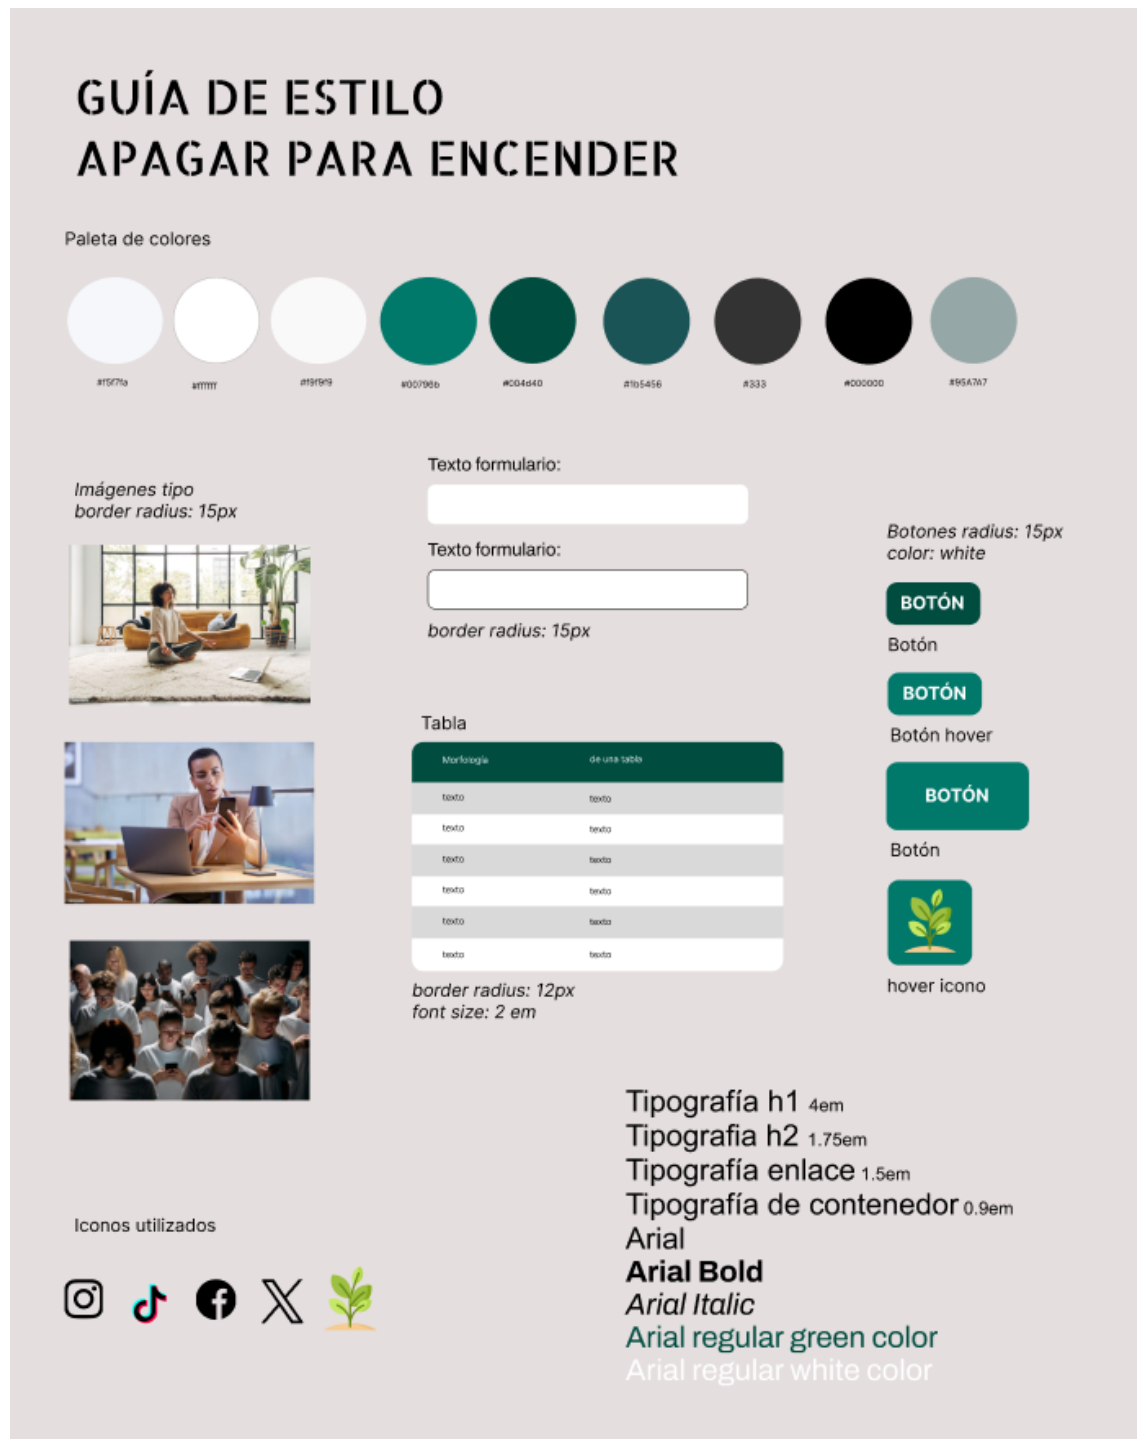 GUÍA DE ESTILO
APAGAR PARA ENCENDER
Paleta de colores
#f5f7fa
#ffffff
#f9f9f9
#00796b
#004d40
#1b5456
#333
#000000
#95A7A7
Imágenes tipo
border radius: 15px
Texto formulario:
Texto formulario:
border radius: 15px
Tabla
Morfología de una tabla
texto texto
texto texto
texto texto
texto texto
texto texto
texto texto
border radius: 12px
font size: 2 em
Botones radius: 15px
color: white
BOTÓN
Botón
BOTÓN
Botón hover
BOTÓN
Botón
hover icono
Tipografía h1 4em
Tipografia h2 1.75em
Tipografía enlace 1.5em
Tipografía de contenedor 0.9em
Arial
Arial Bold
Arial Italic
Arial regular green color
Arial regular white color
Iconos utilizados